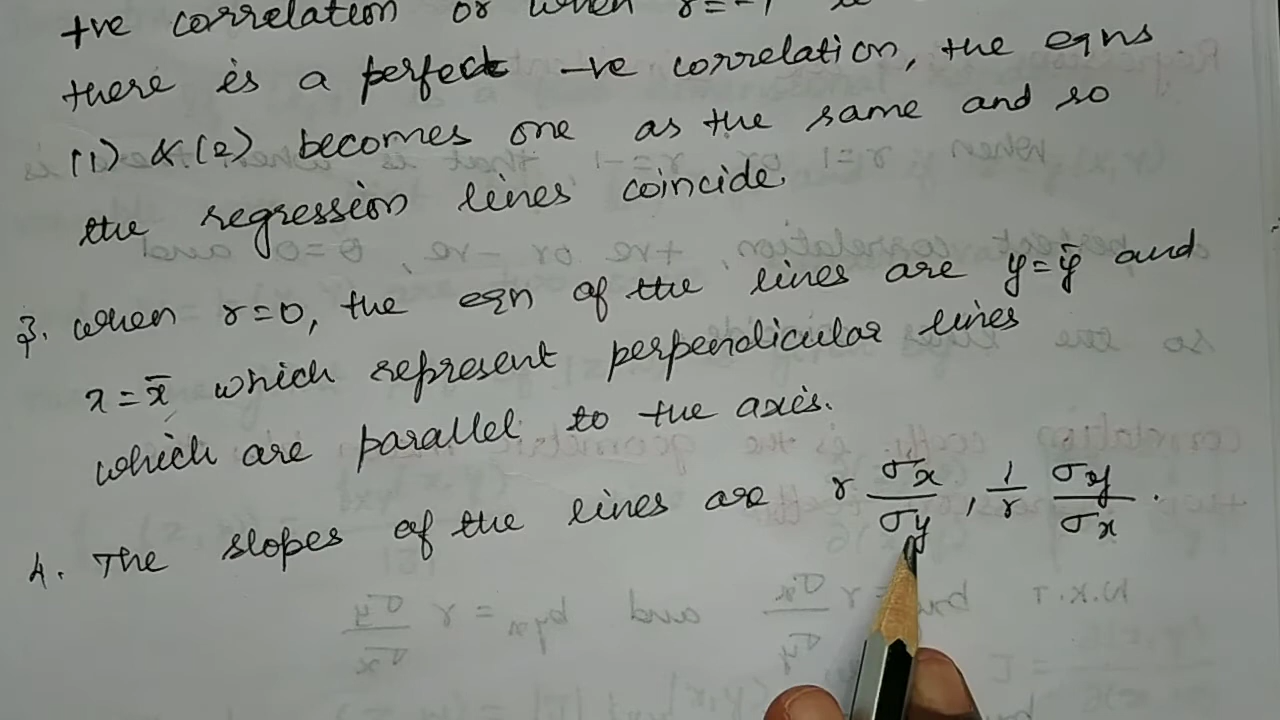 +ve correlation or when r=-1
there is a perfect -ve correlation, the eqns
(1) & (2) becomes one as the same and so
the regression lines coincide.
3. when r=0, the eqn of the lines are y=ȳ and
x=x̄, which represent perpendicular lines
which are parallel to the axis.
4. The slopes of the lines are r σx/σy, 1/r σy/σx.